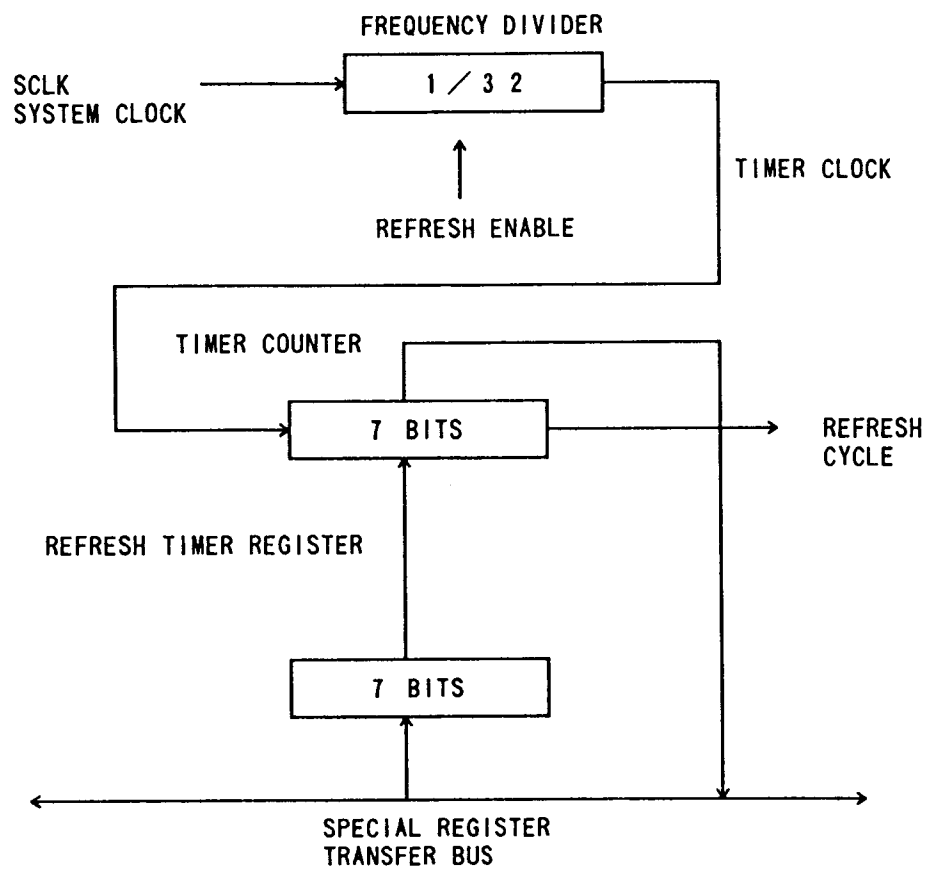 FREQUENCY DIVIDER
1/32
SCLK
SYSTEM CLOCK
TIMER CLOCK
REFRESH ENABLE
TIMER COUNTER
7 BITS
REFRESH
CYCLE
REFRESH TIMER REGISTER
7 BITS
SPECIAL REGISTER
TRANSFER BUS